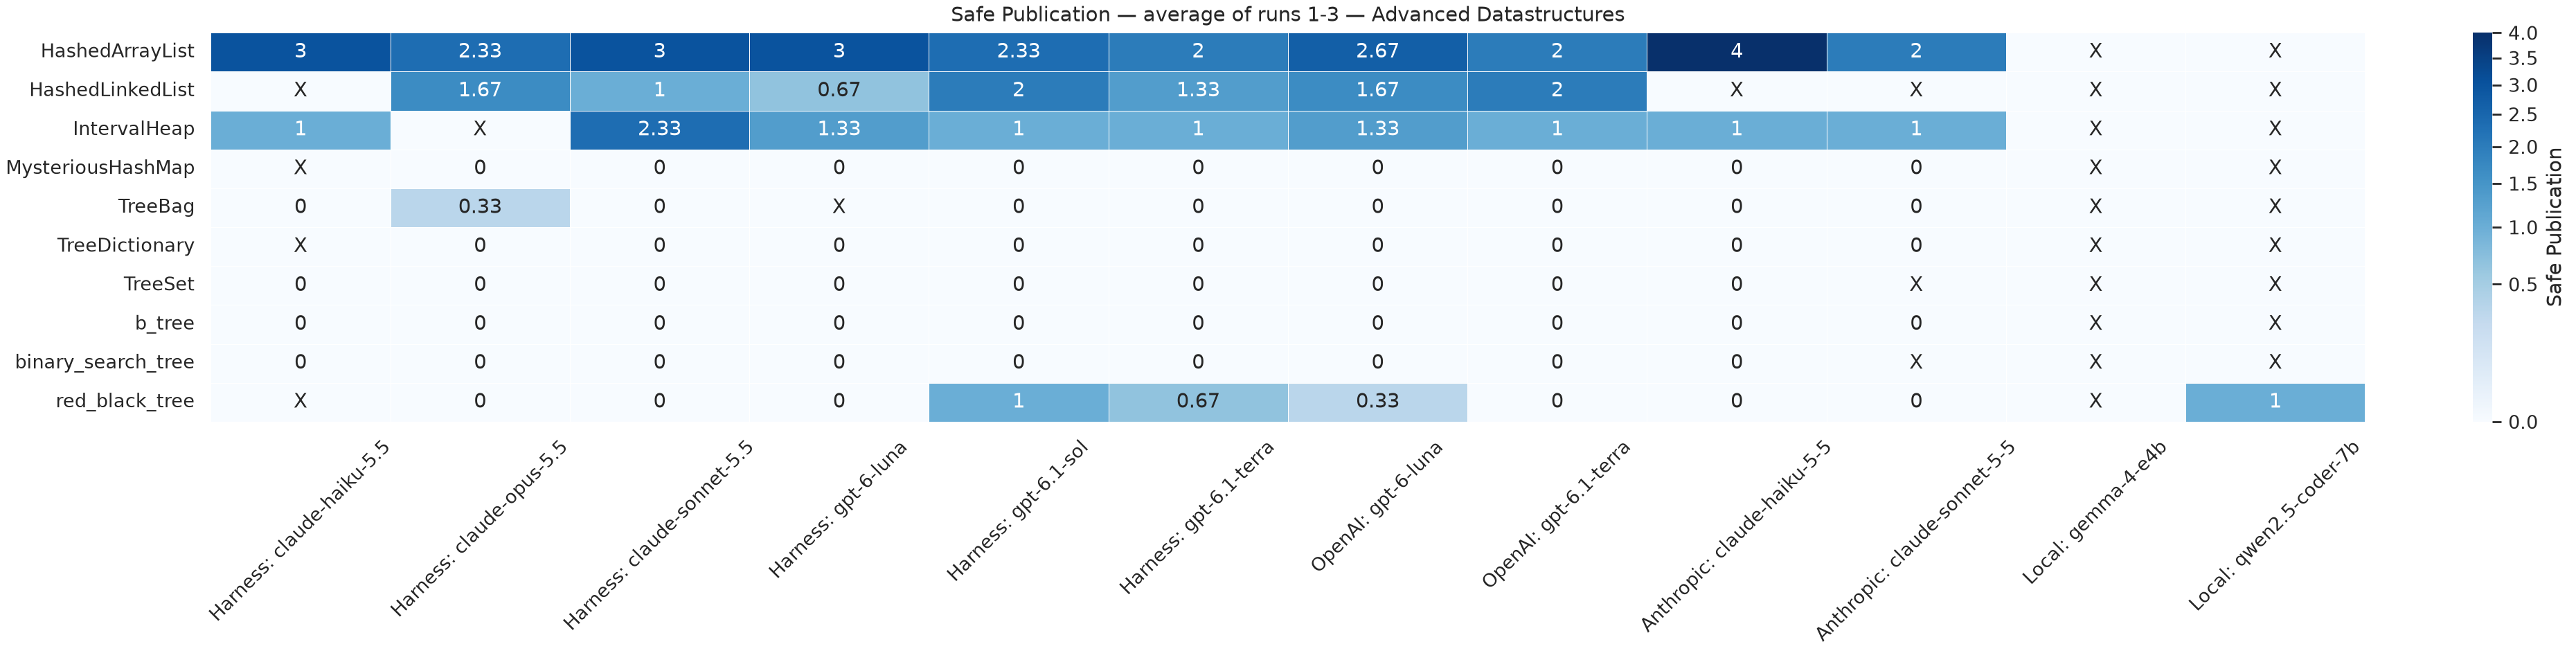 Safe Publication — average of runs 1-3 — Advanced Datastructures
HashedArrayList 3 2.33 3 3 2.33 2 2.67 2 4 2 X X
HashedLinkedList X 1.67 1 0.67 2 1.33 1.67 2 X X X X
IntervalHeap 1 X 2.33 1.33 1 1 1.33 1 1 1 X X
MysteriousHashMap X 0 0 0 0 0 0 0 0 0 X X
TreeBag 0 0.33 0 X 0 0 0 0 0 0 X X
TreeDictionary X 0 0 0 0 0 0 0 0 0 X X
TreeSet 0 0 0 0 0 0 0 0 0 X X X
b_tree 0 0 0 0 0 0 0 0 0 0 X X
binary_search_tree 0 0 0 0 0 0 0 0 0 X X X
red_black_tree X 0 0 0 1 0.67 0.33 0 0 0 X 1
Harness: claude-haiku-5.5
Harness: claude-opus-5.5
Harness: claude-sonnet-5.5
Harness: gpt-6-luna
Harness: gpt-6.1-sol
Harness: gpt-6.1-terra
OpenAI: gpt-6-luna
OpenAI: gpt-6.1-terra
Anthropic: claude-haiku-5-5
Anthropic: claude-sonnet-5-5
Local: gemma-4-e4b
Local: qwen2.5-coder-7b
4.0
3.5
3.0
2.5
2.0
1.5
1.0
0.5
0.0
Safe Publication